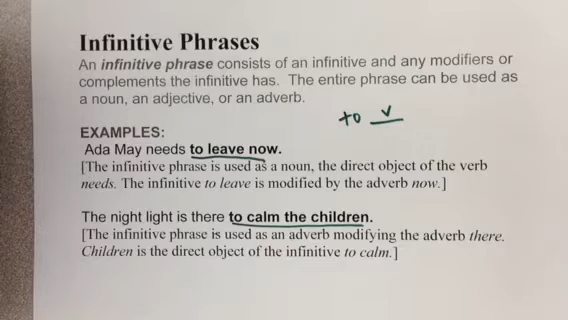 Infinitive Phrases
An infinitive phrase consists of an infinitive and any modifiers or
complements the infinitive has. The entire phrase can be used as
a noun, an adjective, or an adverb.
to v
EXAMPLES:
Ada May needs to leave now.
[The infinitive phrase is used as a noun, the direct object of the verb
needs. The infinitive to leave is modified by the adverb now.]
The night light is there to calm the children.
[The infinitive phrase is used as an adverb modifying the adverb there.
Children is the direct object of the infinitive to calm.]